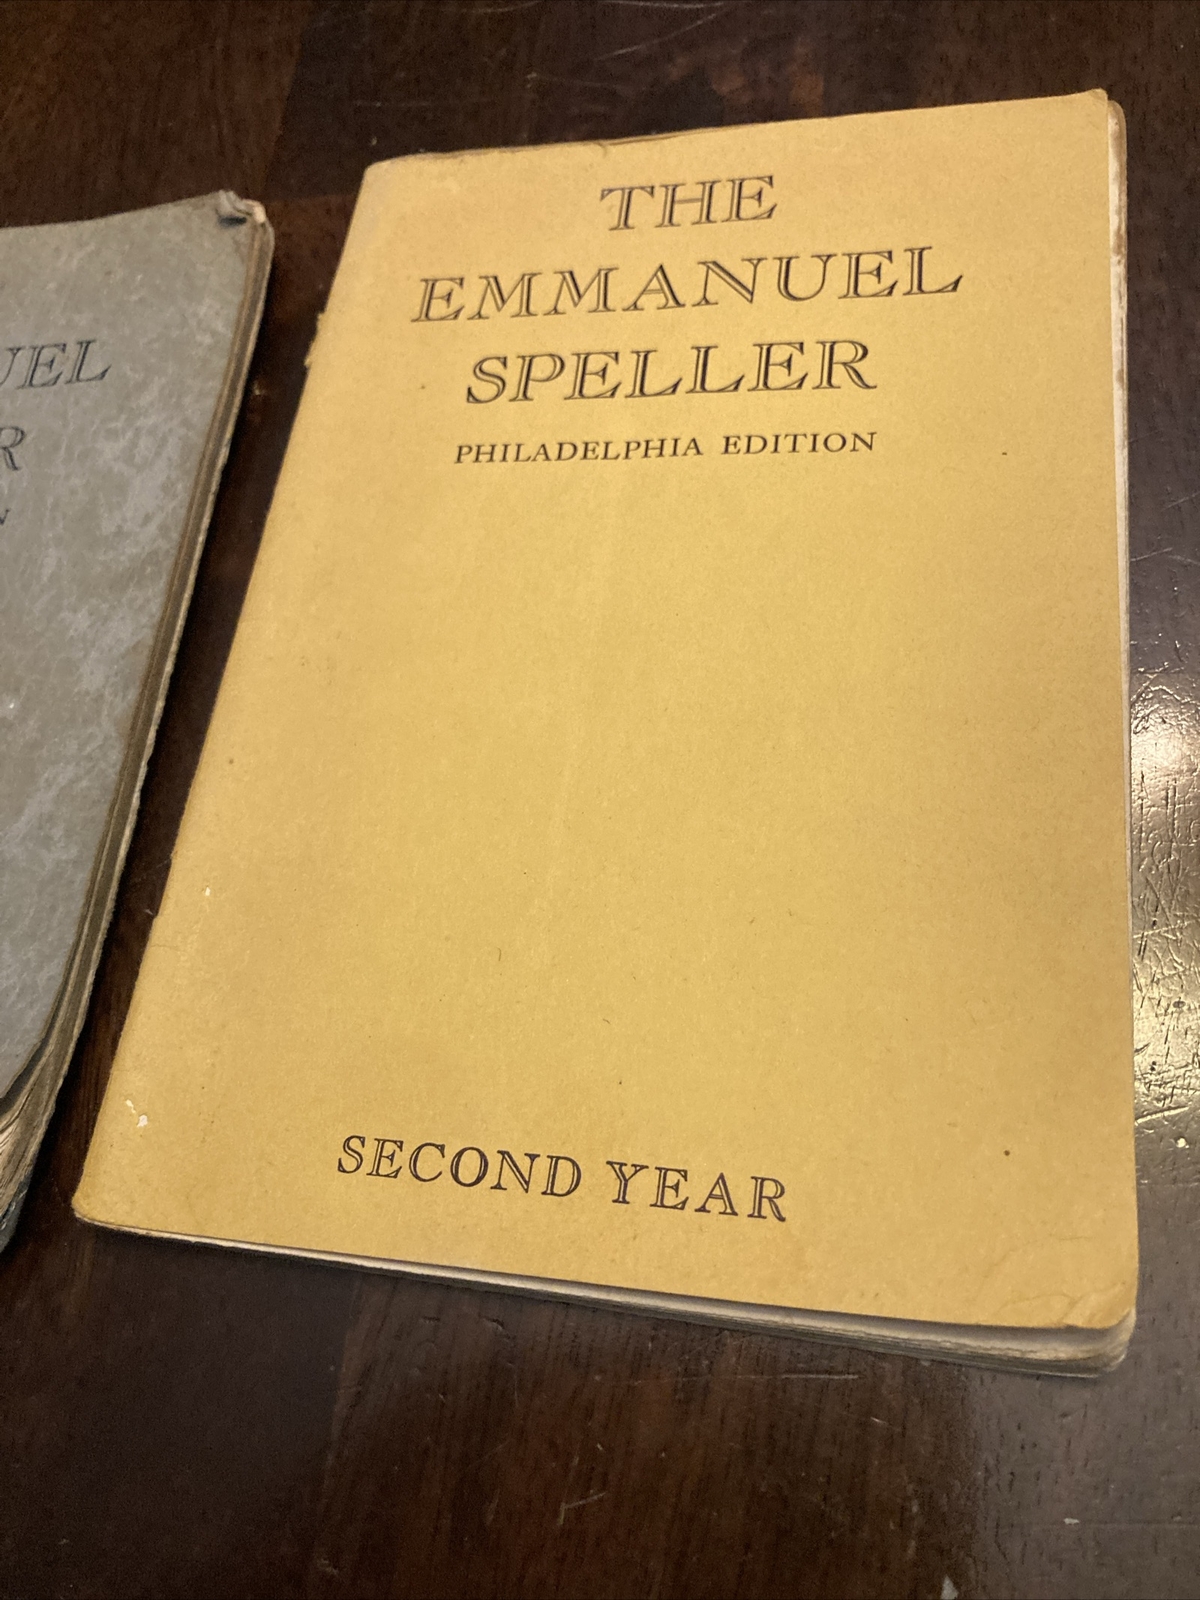 THE
EMMANUEL
SPELLER
PHILADELPHIA EDITION
SECOND YEAR
UEL
R
N